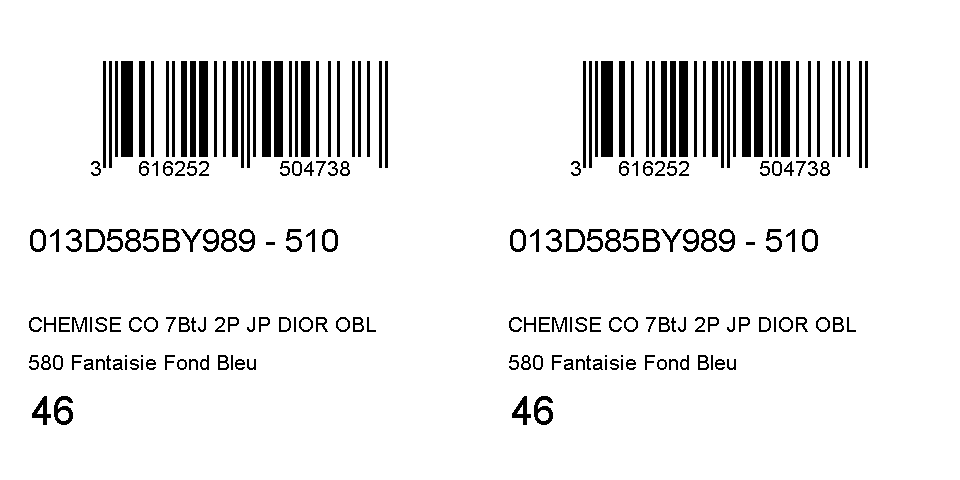 3 616252 504738
013D585BY989 - 510
CHEMISE CO 7BtJ 2P JP DIOR OBL
580 Fantaisie Fond Bleu
46
3 616252 504738
013D585BY989 - 510
CHEMISE CO 7BtJ 2P JP DIOR OBL
580 Fantaisie Fond Bleu
46